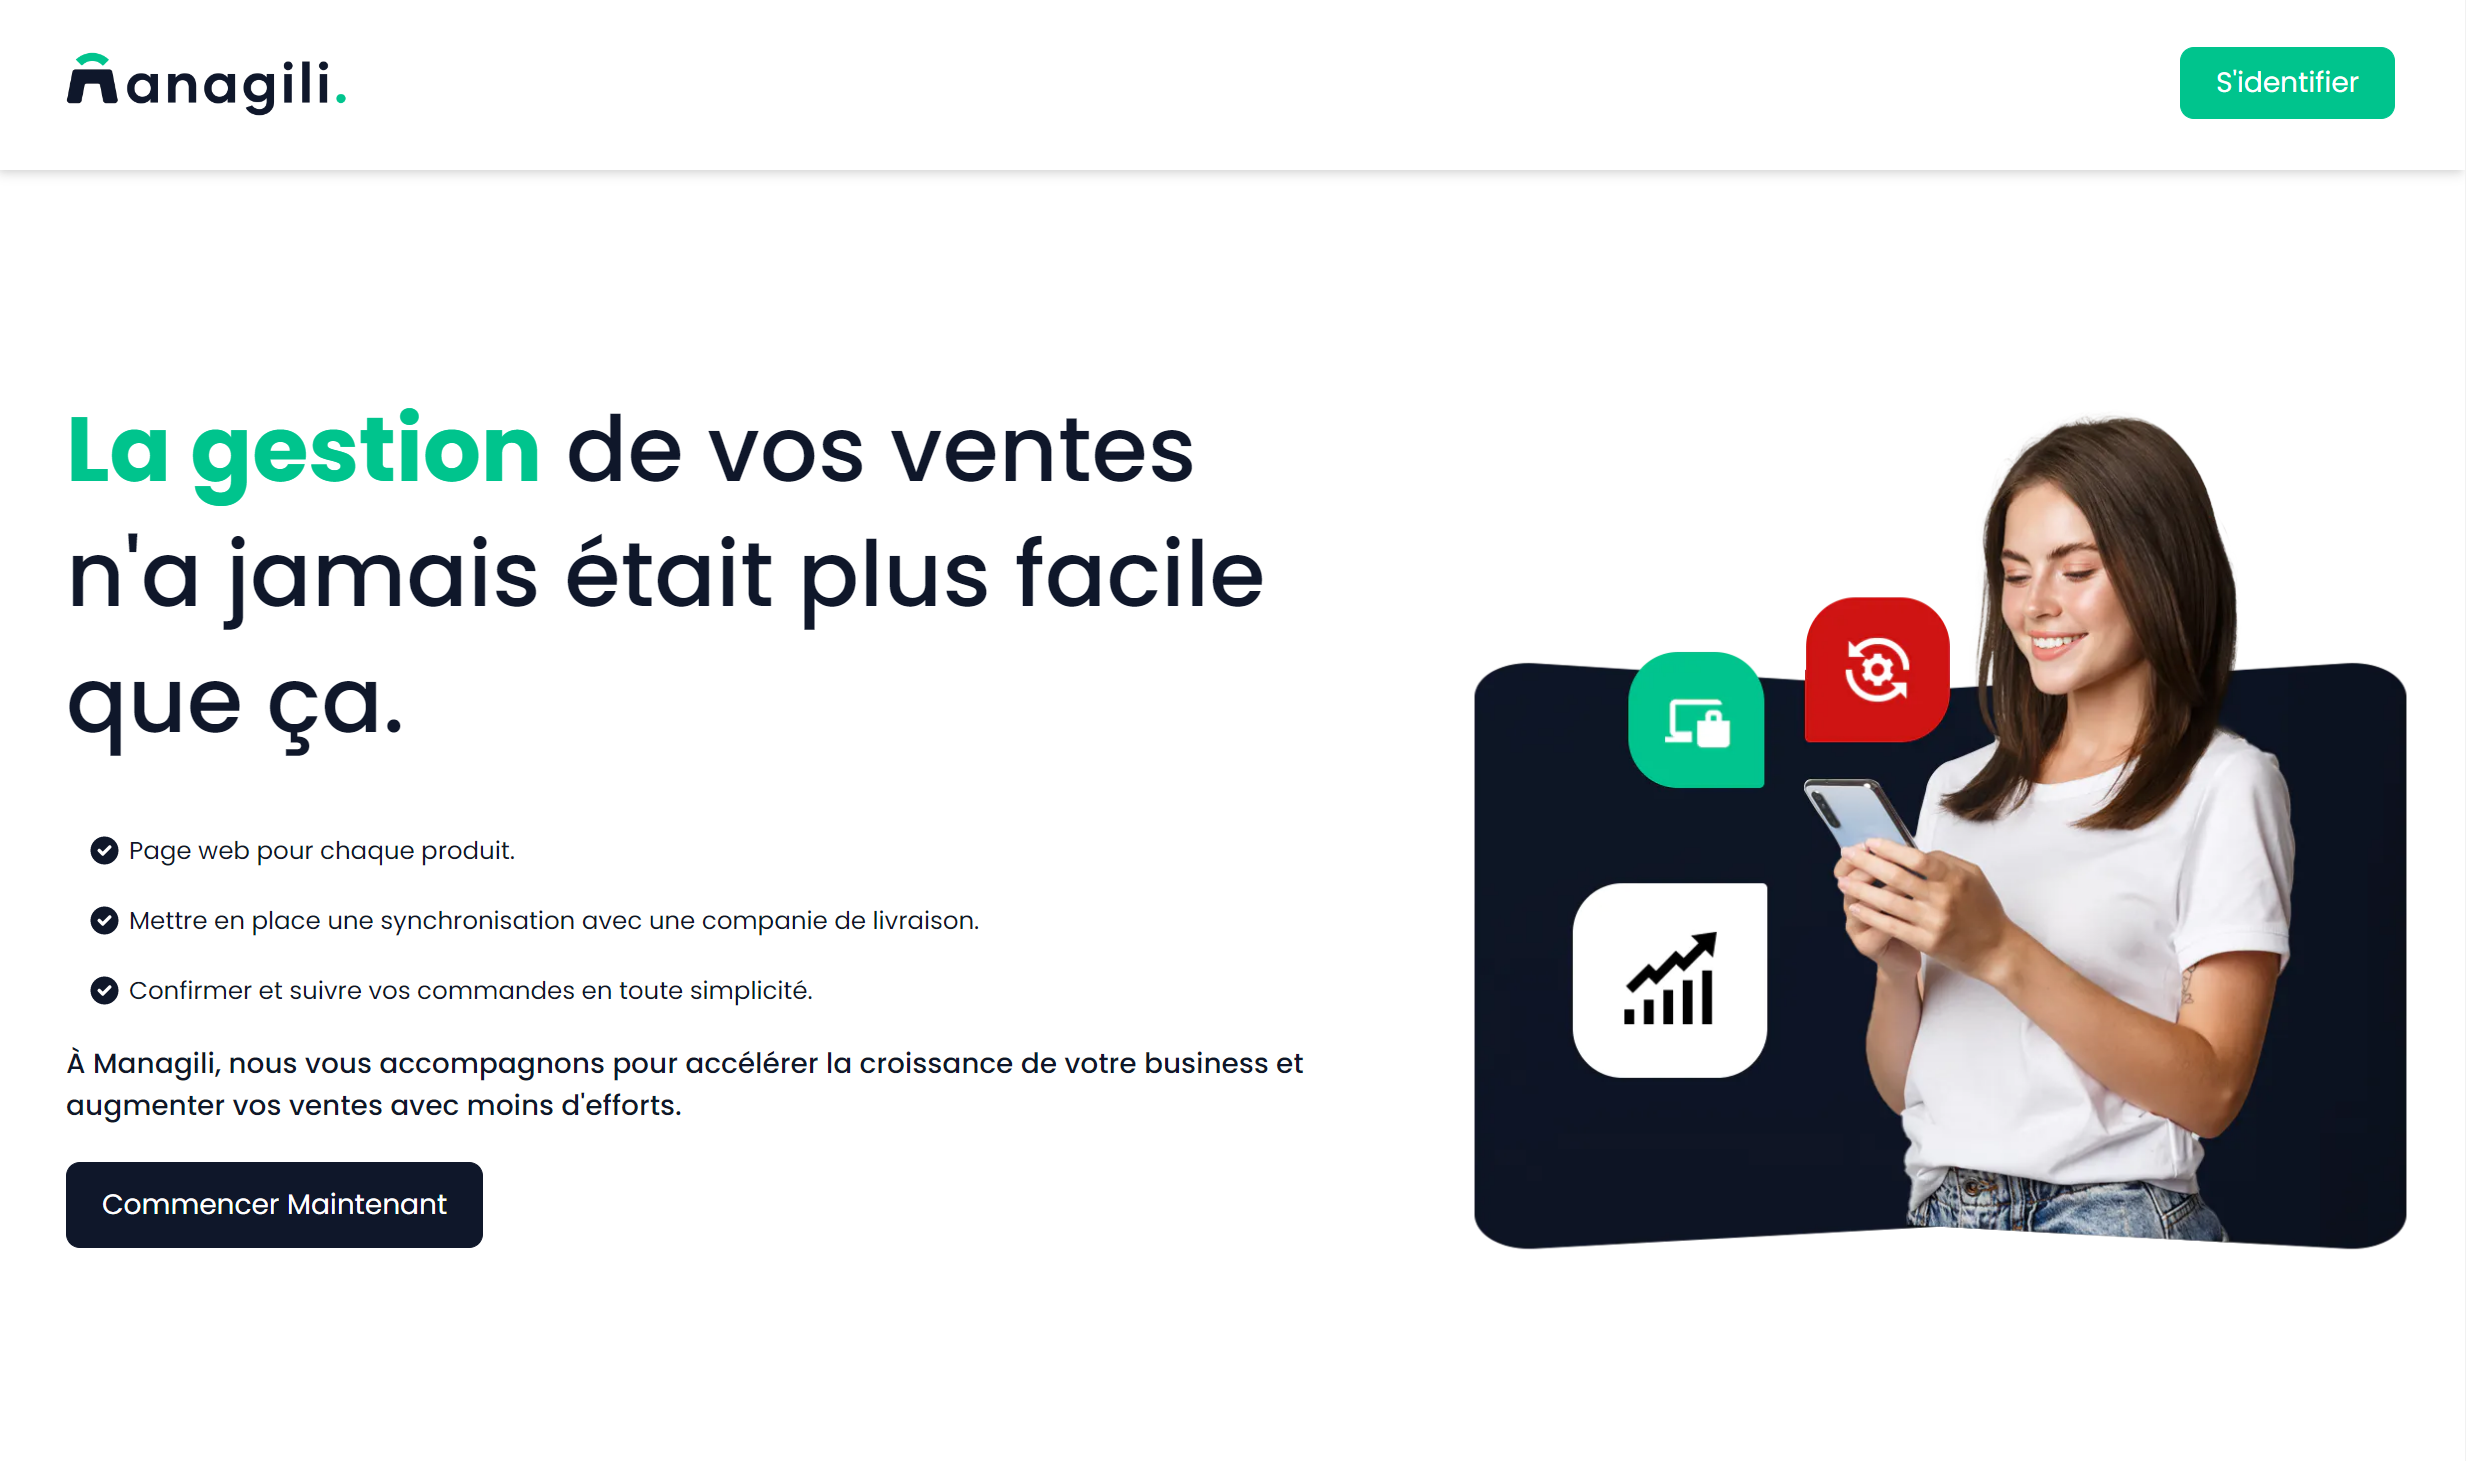 Managili.
S'identifier
La gestion de vos ventes
n'a jamais était plus facile
que ça.
Page web pour chaque produit.
Mettre en place une synchronisation avec une companie de livraison.
Confirmer et suivre vos commandes en toute simplicité.
À Managili, nous vous accompagnons pour accélérer la croissance de votre business et
augmenter vos ventes avec moins d'efforts.
Commencer Maintenant